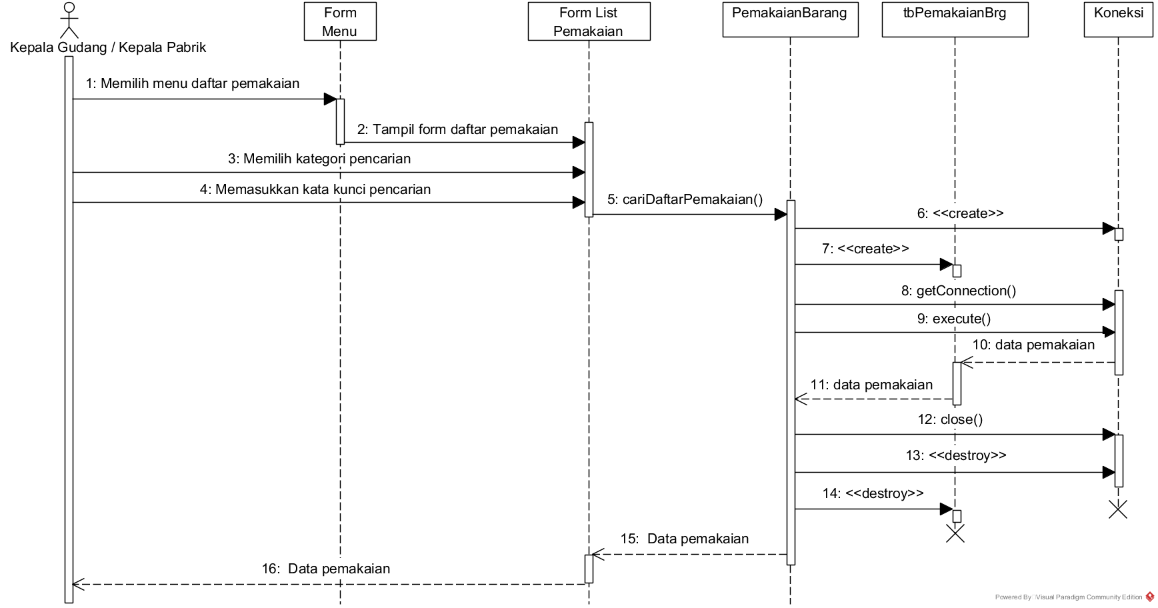 Kepala Gudang / Kepala Pabrik
Form
Menu
Form List
Pemakaian
PemakaianBarang
tbPemakaianBrg
Koneksi
1: Memilih menu daftar pemakaian
2: Tampil form daftar pemakaian
3: Memilih kategori pencarian
4: Memasukkan kata kunci pencarian
5: cariDaftarPemakaian()
6: <<create>>
7: <<create>>
8: getConnection()
9: execute()
10: data pemakaian
11: data pemakaian
12: close()
13: <<destroy>>
14: <<destroy>>
15: Data pemakaian
16: Data pemakaian
Powered By Visual Paradigm Community Edition